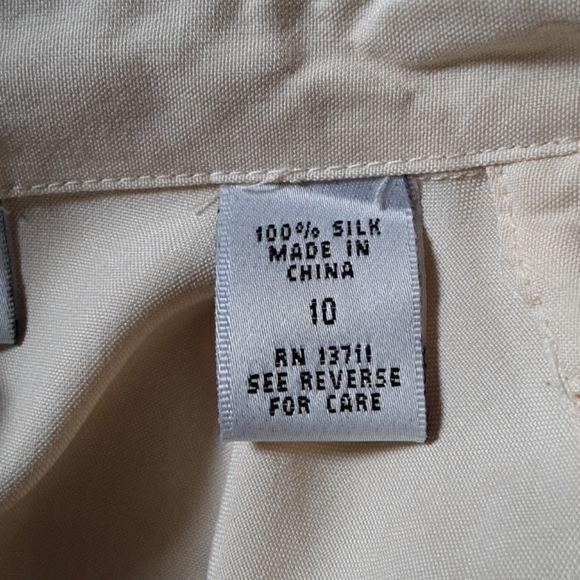 100% SILK
MADE IN
CHINA
10
RN 13711
SEE REVERSE
FOR CARE